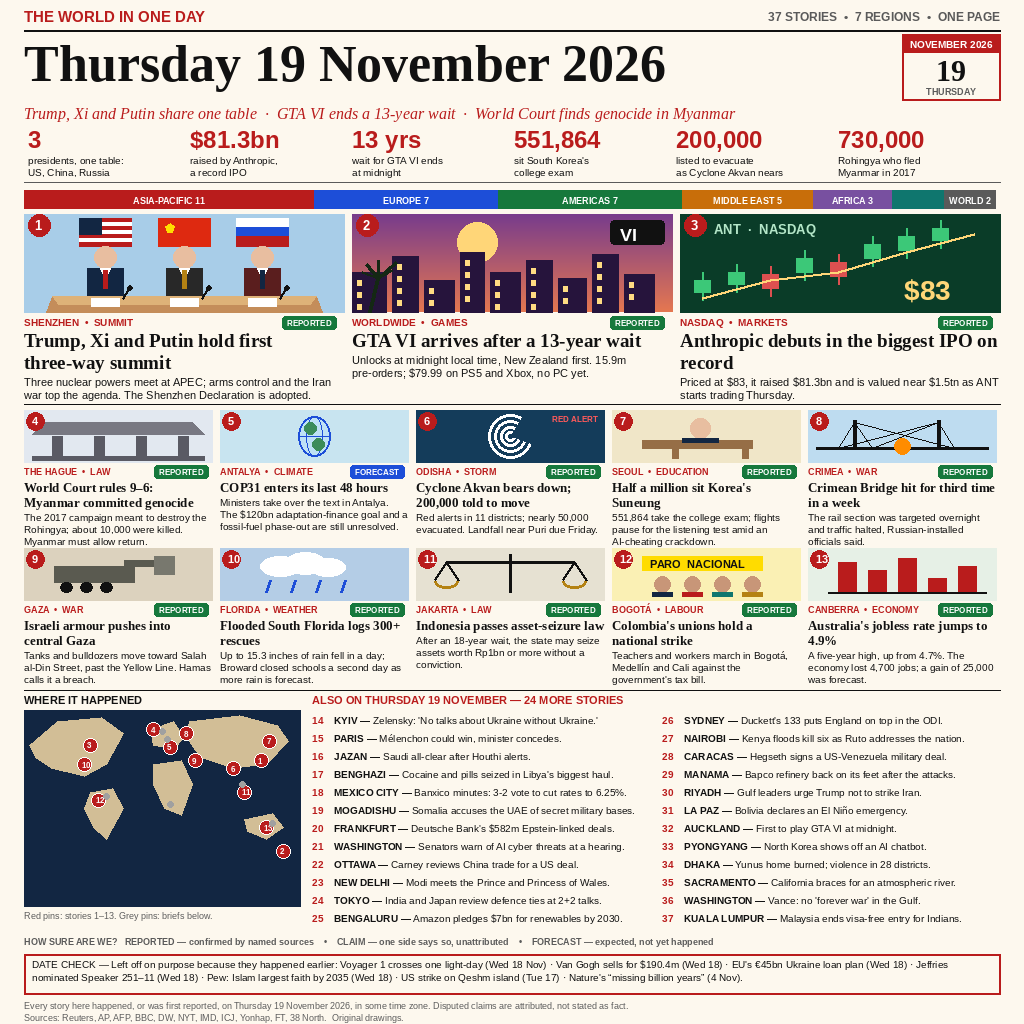 THE WORLD IN ONE DAY
37 STORIES • 7 REGIONS • ONE PAGE
Thursday 19 November 2026
NOVEMBER 2026
19
THURSDAY
Trump, Xi and Putin share one table · GTA VI ends a 13-year wait · World Court finds genocide in Myanmar
3
presidents, one table:
US, China, Russia
$81.3bn
raised by Anthropic,
a record IPO
13 yrs
wait for GTA VI ends
at midnight
551,864
sit South Korea's
college exam
200,000
listed to evacuate
as Cyclone Akvan nears
730,000
Rohingya who fled
Myanmar in 2017
ASIA-PACIFIC 11
EUROPE 7
AMERICAS 7
MIDDLE EAST 5
AFRICA 3
WORLD 2
1
SHENZHEN • SUMMIT
REPORTED
Trump, Xi and Putin hold first
three-way summit
Three nuclear powers meet at APEC; arms control and the Iran
war top the agenda. The Shenzhen Declaration is adopted.
2
VI
WORLDWIDE • GAMES
REPORTED
GTA VI arrives after a 13-year wait
Unlocks at midnight local time, New Zealand first. 15.9m
pre-orders; $79.99 on PS5 and Xbox, no PC yet.
3
ANT · NASDAQ
$83
NASDAQ • MARKETS
REPORTED
Anthropic debuts in the biggest IPO on
record
Priced at $83, it raised $81.3bn and is valued near $1.5tn as ANT
starts trading Thursday.
4
THE HAGUE • LAW
REPORTED
World Court rules 9–6:
Myanmar committed genocide
The 2017 campaign meant to destroy the
Rohingya; about 10,000 were killed.
Myanmar must allow return.
5
ANTALYA • CLIMATE
FORECAST
COP31 enters its last 48 hours
Ministers take over the text in Antalya.
The $120bn adaptation-finance goal and a
fossil-fuel phase-out are still unresolved.
6
RED ALERT
ODISHA • STORM
REPORTED
Cyclone Akvan bears down;
200,000 told to move
Red alerts in 11 districts; nearly 50,000
evacuated. Landfall near Puri due Friday.
7
SEOUL • EDUCATION
REPORTED
Half a million sit Korea's
Suneung
551,864 take the college exam; flights
pause for the listening test amid an
AI-cheating crackdown.
8
CRIMEA • WAR
REPORTED
Crimean Bridge hit for third time
in a week
The rail section was targeted overnight
and traffic halted, Russian-installed
officials said.
9
GAZA • WAR
REPORTED
Israeli armour pushes into
central Gaza
Tanks and bulldozers move toward Salah
al-Din Street, past the Yellow Line. Hamas
calls it a breach.
10
FLORIDA • WEATHER
REPORTED
Flooded South Florida logs 300+
rescues
Up to 15.3 inches of rain fell in a day;
Broward closed schools a second day as
more rain is forecast.
11
JAKARTA • LAW
REPORTED
Indonesia passes asset-seizure law
After an 18-year wait, the state may seize
assets worth Rp1bn or more without a
conviction.
12
PARO NACIONAL
BOGOTÁ • LABOUR
REPORTED
Colombia's unions hold a
national strike
Teachers and workers march in Bogotá,
Medellín and Cali against the
government's tax bill.
13
CANBERRA • ECONOMY
REPORTED
Australia's jobless rate jumps to
4.9%
A five-year high, up from 4.7%. The
economy lost 4,700 jobs; a gain of 25,000
was forecast.
WHERE IT HAPPENED
3
10
12
4
5
8
9
6
7
1
11
13
2
Red pins: stories 1–13. Grey pins: briefs below.
ALSO ON THURSDAY 19 NOVEMBER — 24 MORE STORIES
14 KYIV — Zelensky: 'No talks about Ukraine without Ukraine.'
15 PARIS — Mélenchon could win, minister concedes.
16 JAZAN — Saudi all-clear after Houthi alerts.
17 BENGHAZI — Cocaine and pills seized in Libya's biggest haul.
18 MEXICO CITY — Banxico minutes: 3-2 vote to cut rates to 6.25%.
19 MOGADISHU — Somalia accuses the UAE of secret military bases.
20 FRANKFURT — Deutsche Bank's $582m Epstein-linked deals.
21 WASHINGTON — Senators warn of AI cyber threats at a hearing.
22 OTTAWA — Carney reviews China trade for a US deal.
23 NEW DELHI — Modi meets the Prince and Princess of Wales.
24 TOKYO — India and Japan review defence ties at 2+2 talks.
25 BENGALURU — Amazon pledges $7bn for renewables by 2030.
26 SYDNEY — Duckett's 133 puts England on top in the ODI.
27 NAIROBI — Kenya floods kill six as Ruto addresses the nation.
28 CARACAS — Hegseth signs a US-Venezuela military deal.
29 MANAMA — Bapco refinery back on its feet after the attacks.
30 RIYADH — Gulf leaders urge Trump not to strike Iran.
31 LA PAZ — Bolivia declares an El Niño emergency.
32 AUCKLAND — First to play GTA VI at midnight.
33 PYONGYANG — North Korea shows off an AI chatbot.
34 DHAKA — Yunus home burned; violence in 28 districts.
35 SACRAMENTO — California braces for an atmospheric river.
36 WASHINGTON — Vance: no 'forever war' in the Gulf.
37 KUALA LUMPUR — Malaysia ends visa-free entry for Indians.
HOW SURE ARE WE? REPORTED — confirmed by named sources • CLAIM — one side says so, unattributed • FORECAST — expected, not yet happened
DATE CHECK — Left off on purpose because they happened earlier: Voyager 1 crosses one light-day (Wed 18 Nov) · Van Gogh sells for $190.4m (Wed 18) · EU's €45bn Ukraine loan plan (Wed 18) · Jeffries
nominated Speaker 251–11 (Wed 18) · Pew: Islam largest faith by 2035 (Wed 18) · US strike on Qeshm island (Tue 17) · Nature's “missing billion years” (4 Nov).
Every story here happened, or was first reported, on Thursday 19 November 2026, in some time zone. Disputed claims are attributed, not stated as fact.
Sources: Reuters, AP, AFP, BBC, DW, NYT, IMD, ICJ, Yonhap, FT, 38 North. Original drawings.